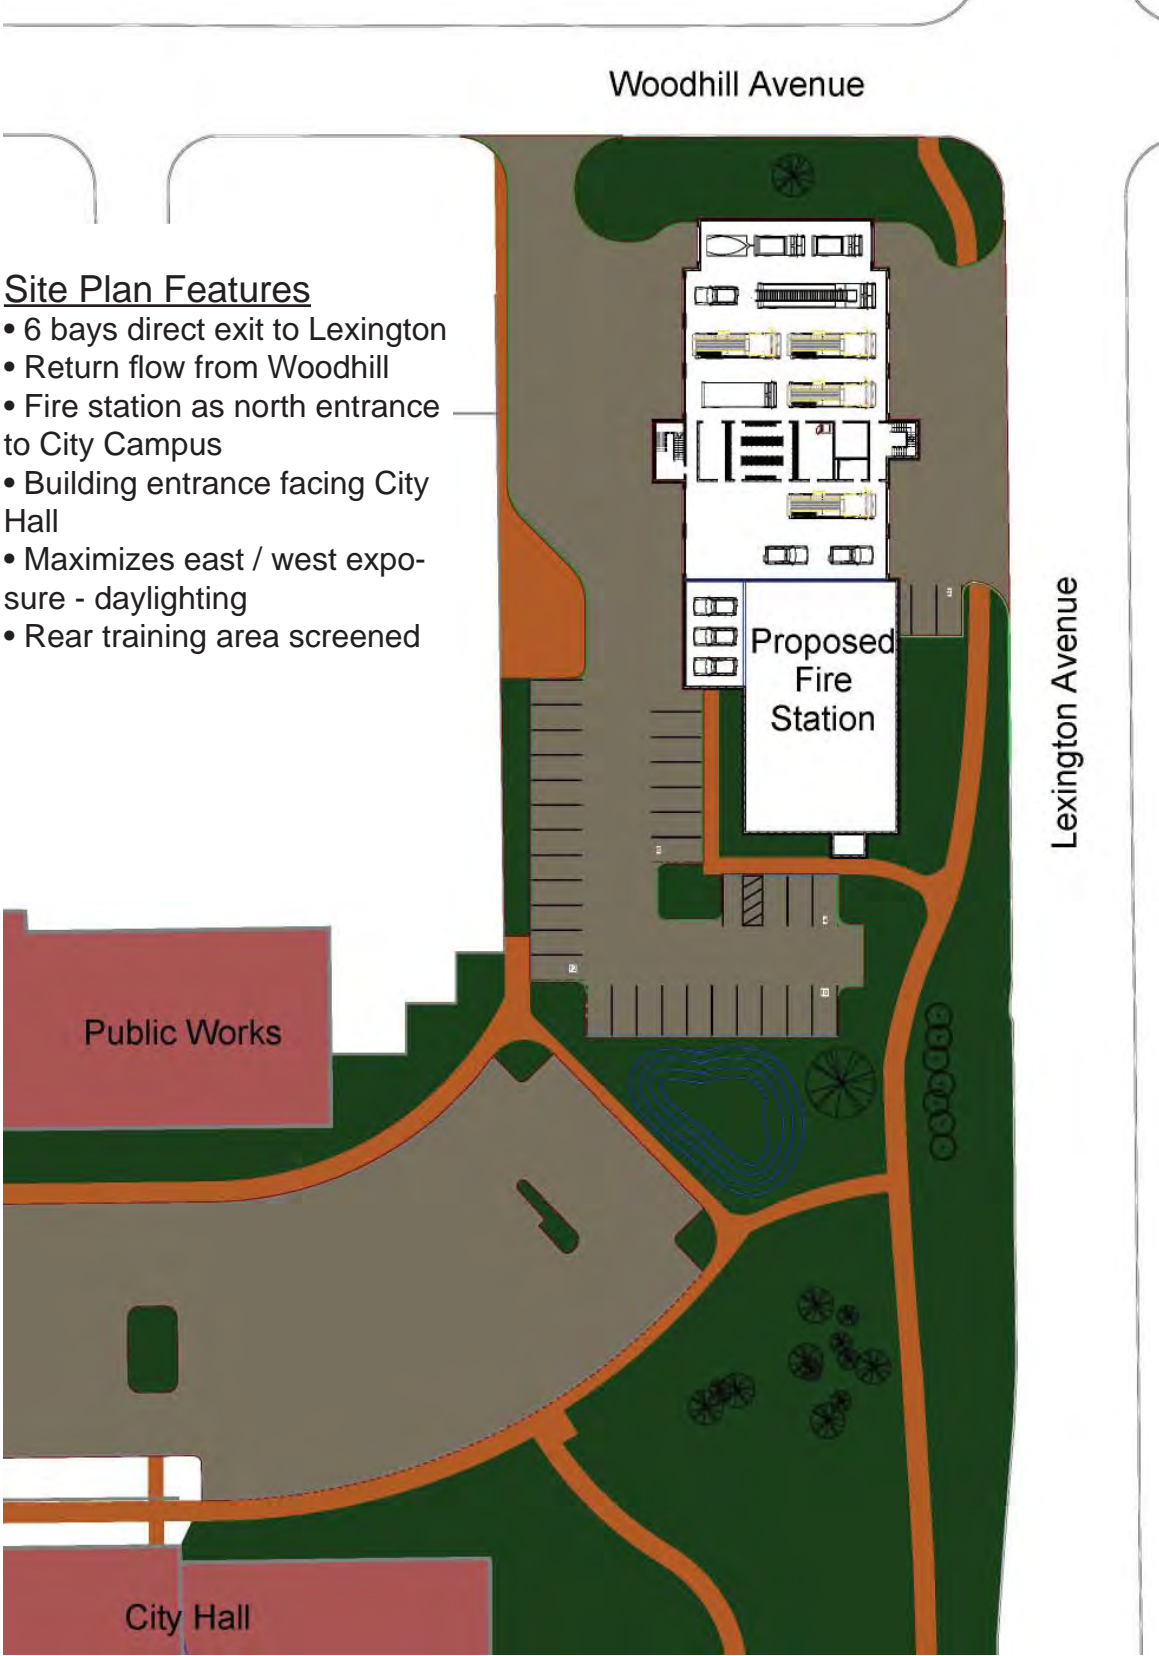 Woodhill Avenue
Site Plan Features
• 6 bays direct exit to Lexington
• Return flow from Woodhill
• Fire station as north entrance
to City Campus
• Building entrance facing City
Hall
• Maximizes east / west expo-
sure - daylighting
• Rear training area screened
Proposed
Fire
Station
Lexington Avenue
Public Works
City Hall